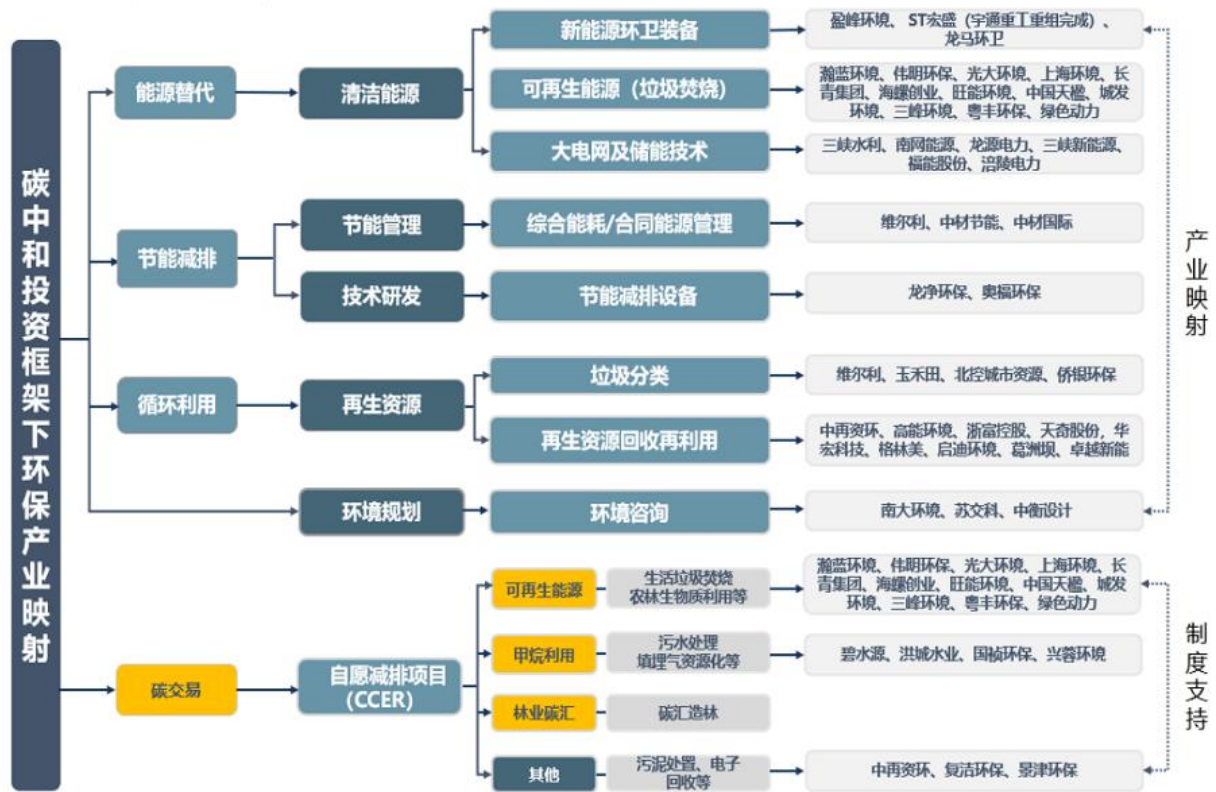 碳中和投资框架下环保产业映射
能源替代
清洁能源
新能源环卫装备
盈峰环境、 ST宏盛（宇通重工重组完成）、
龙马环卫
可再生能源（垃圾焚烧）
瀚蓝环境、伟明环保、光大环境、上海环境、长
青集团、海螺创业、旺能环境、中国天楹、城发
环境、三峰环境、粤丰环保、绿色动力
大电网及储能技术
三峡水利、南网能源、龙源电力、三峡新能源、
福能股份、涪陵电力
节能减排
节能管理
综合能耗/合同能源管理
维尔利、中材节能、中材国际
技术研发
节能减排设备
龙净环保、奥福环保
循环利用
再生资源
垃圾分类
维尔利、玉禾田、北控城市资源、侨银环保
再生资源回收再利用
中再资环、高能环境、浙富控股、天奇股份，华
宏科技、格林美、启迪环境、葛洲坝、卓越新能
环境规划
环境咨询
南大环境、苏交科、中衡设计
产业映射
碳交易
自愿减排项目
（CCER）
可再生能源
生活垃圾焚烧
农林生物质利用等
瀚蓝环境、伟明环保、光大环境、上海环境、长
青集团、海螺创业、旺能环境、中国天楹、城发
环境、三峰环境、粤丰环保、绿色动力
甲烷利用
污水处理
填埋气资源化等
碧水源、洪城水业、国祯环保、兴蓉环境
林业碳汇
碳汇造林
其他
污泥处置、电子
回收等
中再资环、复洁环保、景津环保
制度支持